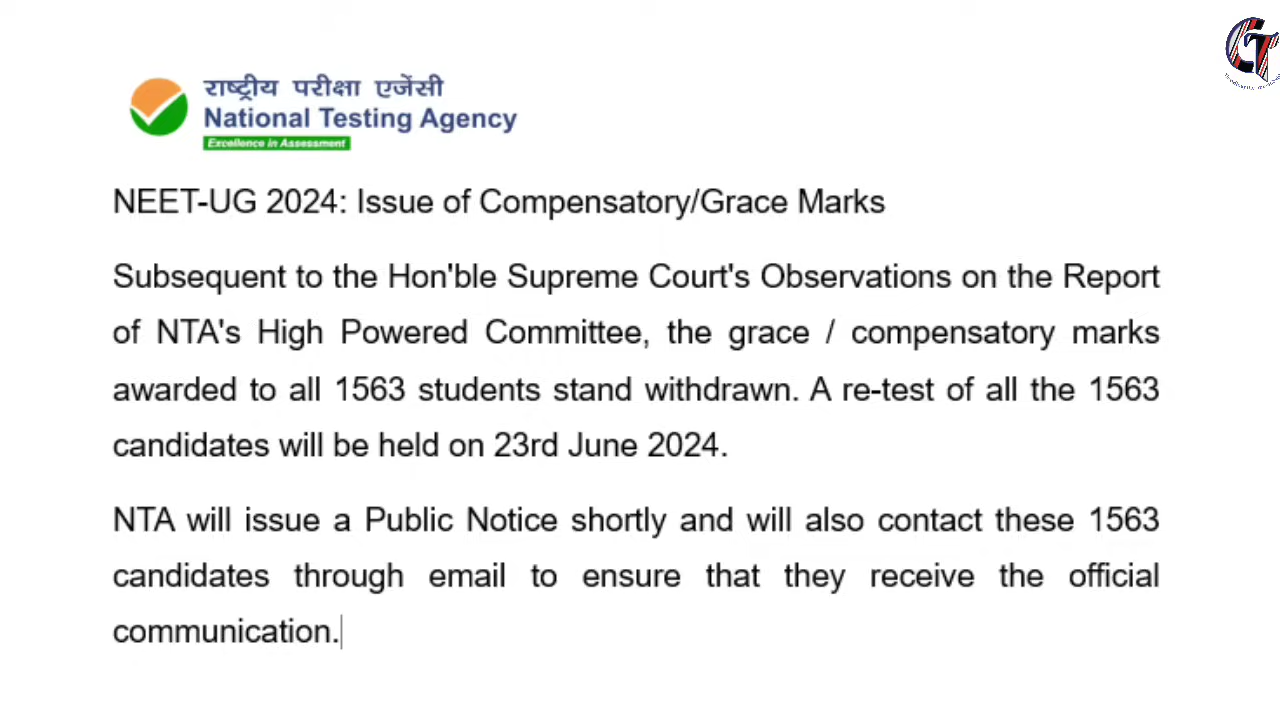 राष्ट्रीय परीक्षा एजेंसी
National Testing Agency
Excellence in Assessment
NEET-UG 2024: Issue of Compensatory/Grace Marks
Subsequent to the Hon'ble Supreme Court's Observations on the Report
of NTA's High Powered Committee, the grace / compensatory marks
awarded to all 1563 students stand withdrawn. A re-test of all the 1563
candidates will be held on 23rd June 2024.
NTA will issue a Public Notice shortly and will also contact these 1563
candidates through email to ensure that they receive the official
communication.